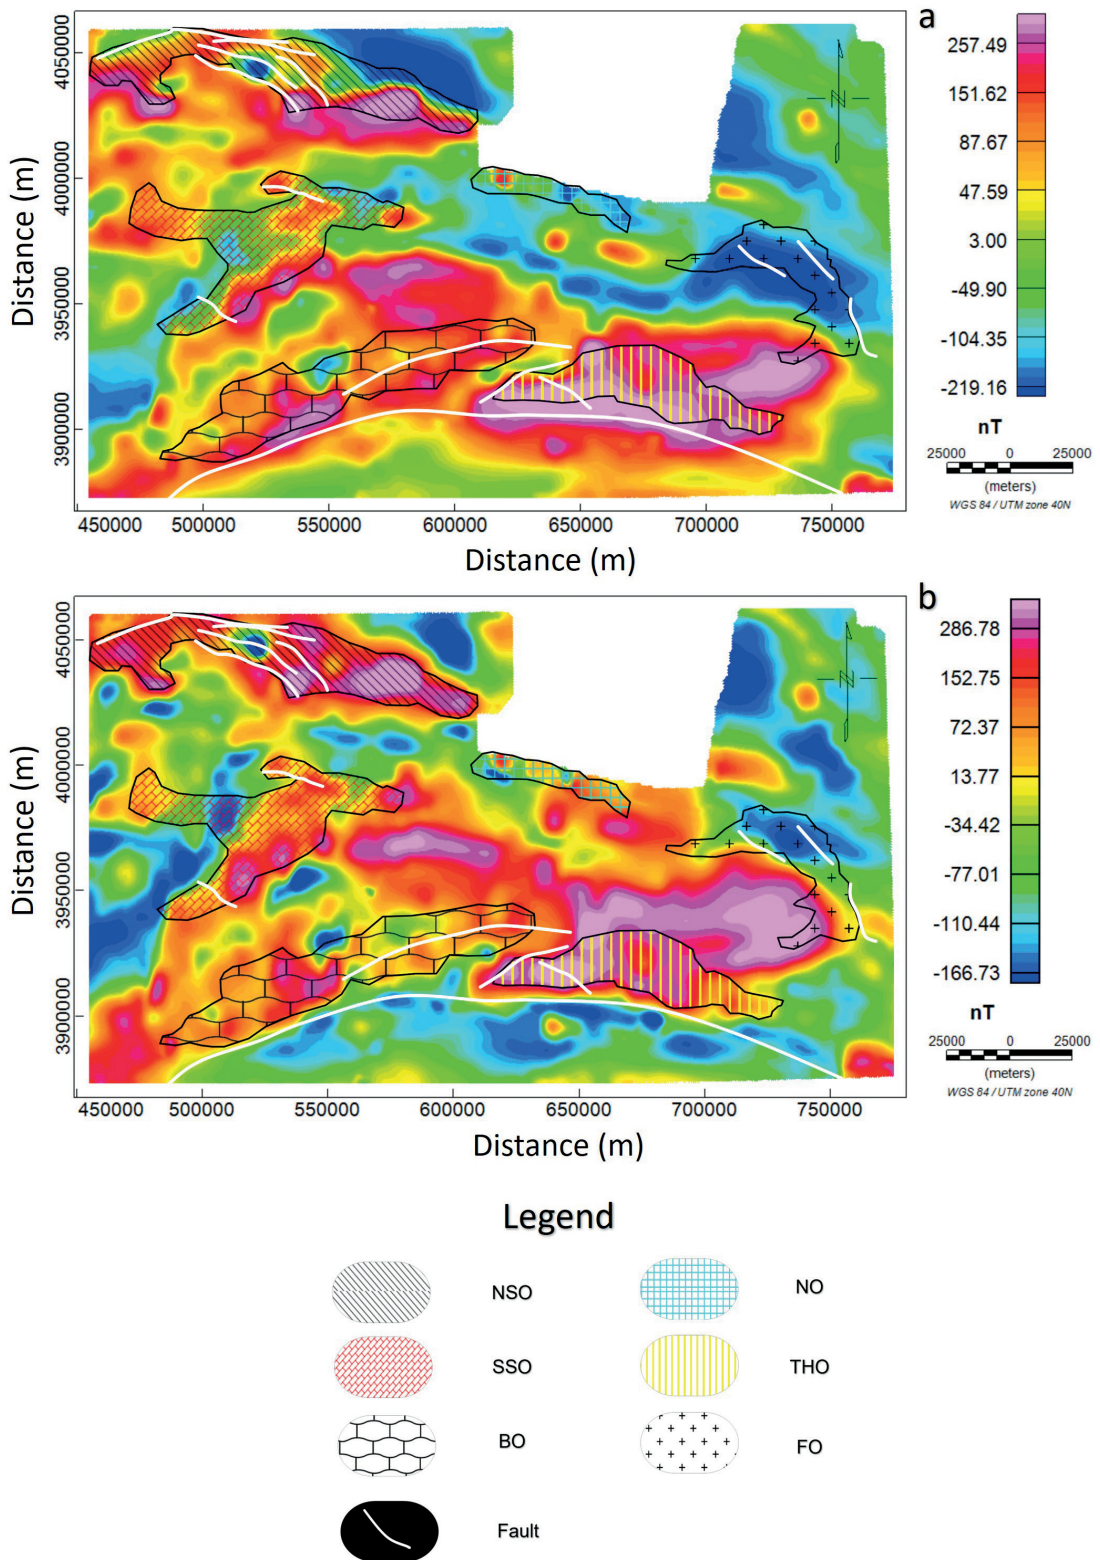 a
4050000
4000000
3950000
3900000
Distance (m)
450000 500000 550000 600000 650000 700000 750000
Distance (m)
N
257.49
151.62
87.67
47.59
3.00
-49.90
-104.35
-219.16
nT
25000 0 25000
(meters)
WGS 84 / UTM zone 40N
b
4050000
4000000
3950000
3900000
Distance (m)
450000 500000 550000 600000 650000 700000 750000
Distance (m)
N
286.78
152.75
72.37
13.77
-34.42
-77.01
-110.44
-166.73
nT
25000 0 25000
(meters)
WGS 84 / UTM zone 40N
Legend
NSO NO
SSO THO
BO FO
Fault